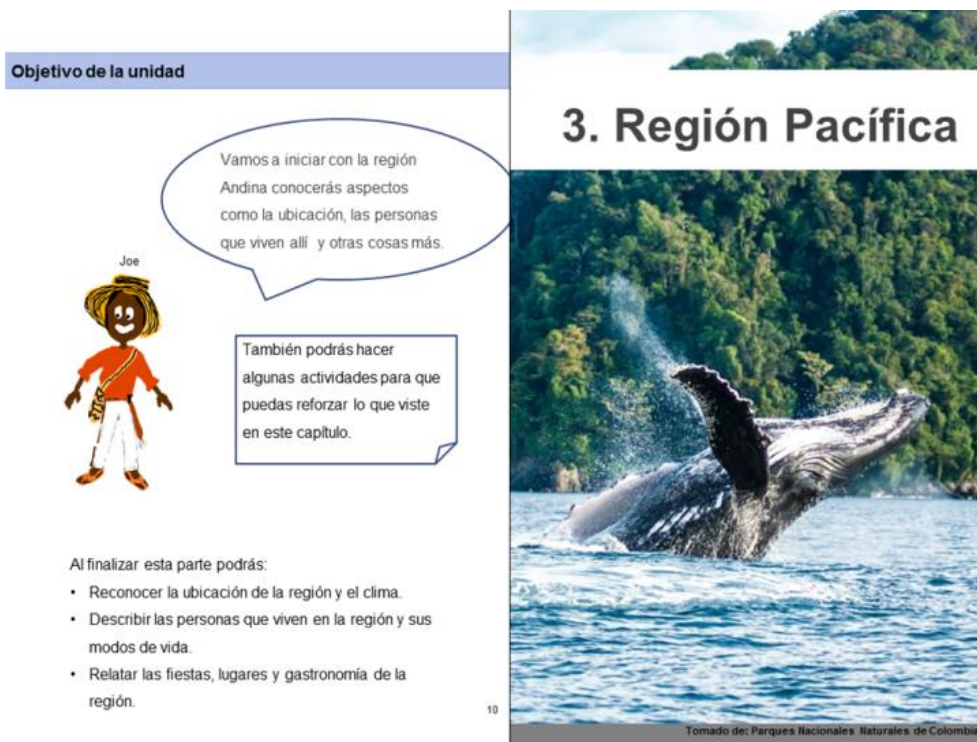 Objetivo de la unidad
Vamos a iniciar con la región
Andina conocerás aspectos
como la ubicación, las personas
que viven allí y otras cosas más.
Joe
También podrás hacer
algunas actividades para que
puedas reforzar lo que viste
en este capítulo.
Al finalizar esta parte podrás:
• Reconocer la ubicación de la región y el clima.
• Describir las personas que viven en la región y sus
modos de vida.
• Relatar las fiestas, lugares y gastronomía de la
región.
10
3. Región Pacífica
Tomado de: Parques Nacionales Naturales de Colombi